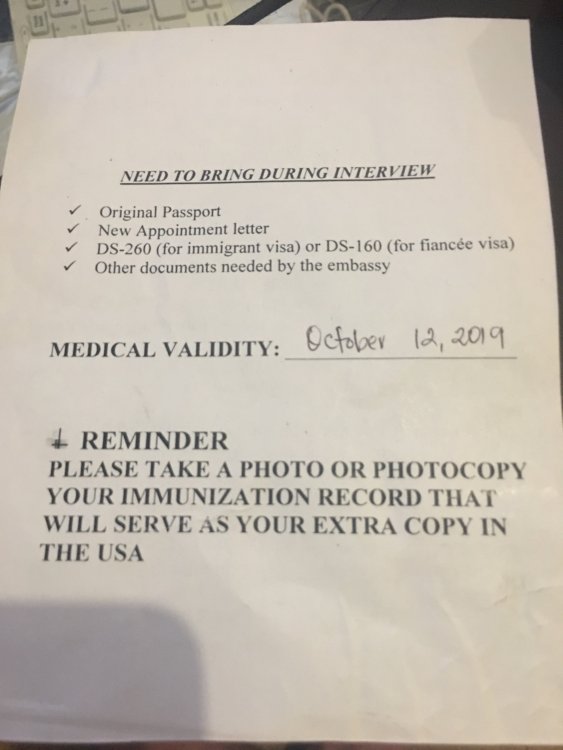 NEED TO BRING DURING INTERVIEW
✓ Original Passport
✓ New Appointment letter
✓ DS-260 (for immigrant visa) or DS-160 (for fiancée visa)
✓ Other documents needed by the embassy
MEDICAL VALIDITY: October 12, 2019
REMINDER
PLEASE TAKE A PHOTO OR PHOTOCOPY
YOUR IMMUNIZATION RECORD THAT
WILL SERVE AS YOUR EXTRA COPY IN
THE USA